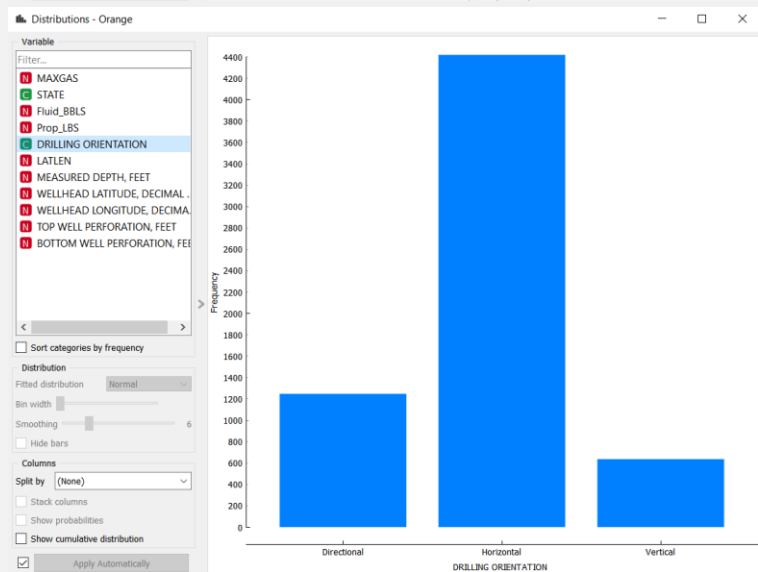 Distributions - Orange
Variable
Filter...
N MAXGAS
C STATE
N Fluid_BBLS
N Prop_LBS
C DRILLING ORIENTATION
N LATLEN
N MEASURED DEPTH, FEET
N WELLHEAD LATITUDE, DECIMAL .
N WELLHEAD LONGITUDE, DECIMA.
N TOP WELL PERFORATION, FEET
N BOTTOM WELL PERFORATION, FEE
Sort categories by frequency
Distribution
Fitted distribution Normal
Bin width
Smoothing 6
Hide bars
Columns
Split by (None)
Stack columns
Show probabilities
Show cumulative distribution
Apply Automatically
4400
4200
4000
3800
3600
3400
3200
3000
2800
2600
2400
2200
2000
1800
1600
1400
1200
1000
800
600
400
200
0
Frequency
Directional Horizontal Vertical
DRILLING ORIENTATION